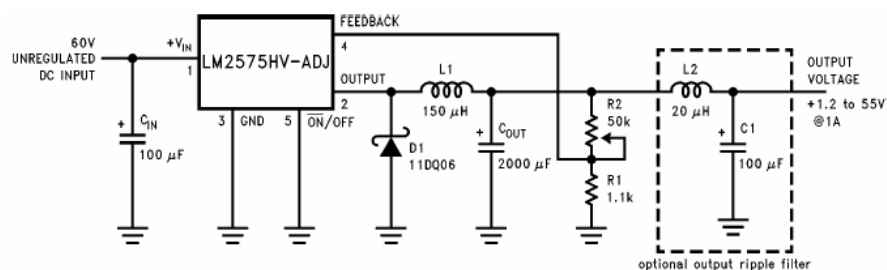 60V
UNREGULATED
DC INPUT
+VIN
1
CIN
+
100 µF
LM2575HV-ADJ
FEEDBACK
4
OUTPUT
2
3 GND
5 ON/OFF
D1
11DQ06
L1
150 µH
+
COUT
2000 µF
R2
50k
R1
1.1k
L2
20 µH
+
C1
100 µF
OUTPUT
VOLTAGE
+1.2 to 55V
@1A
optional output ripple filter